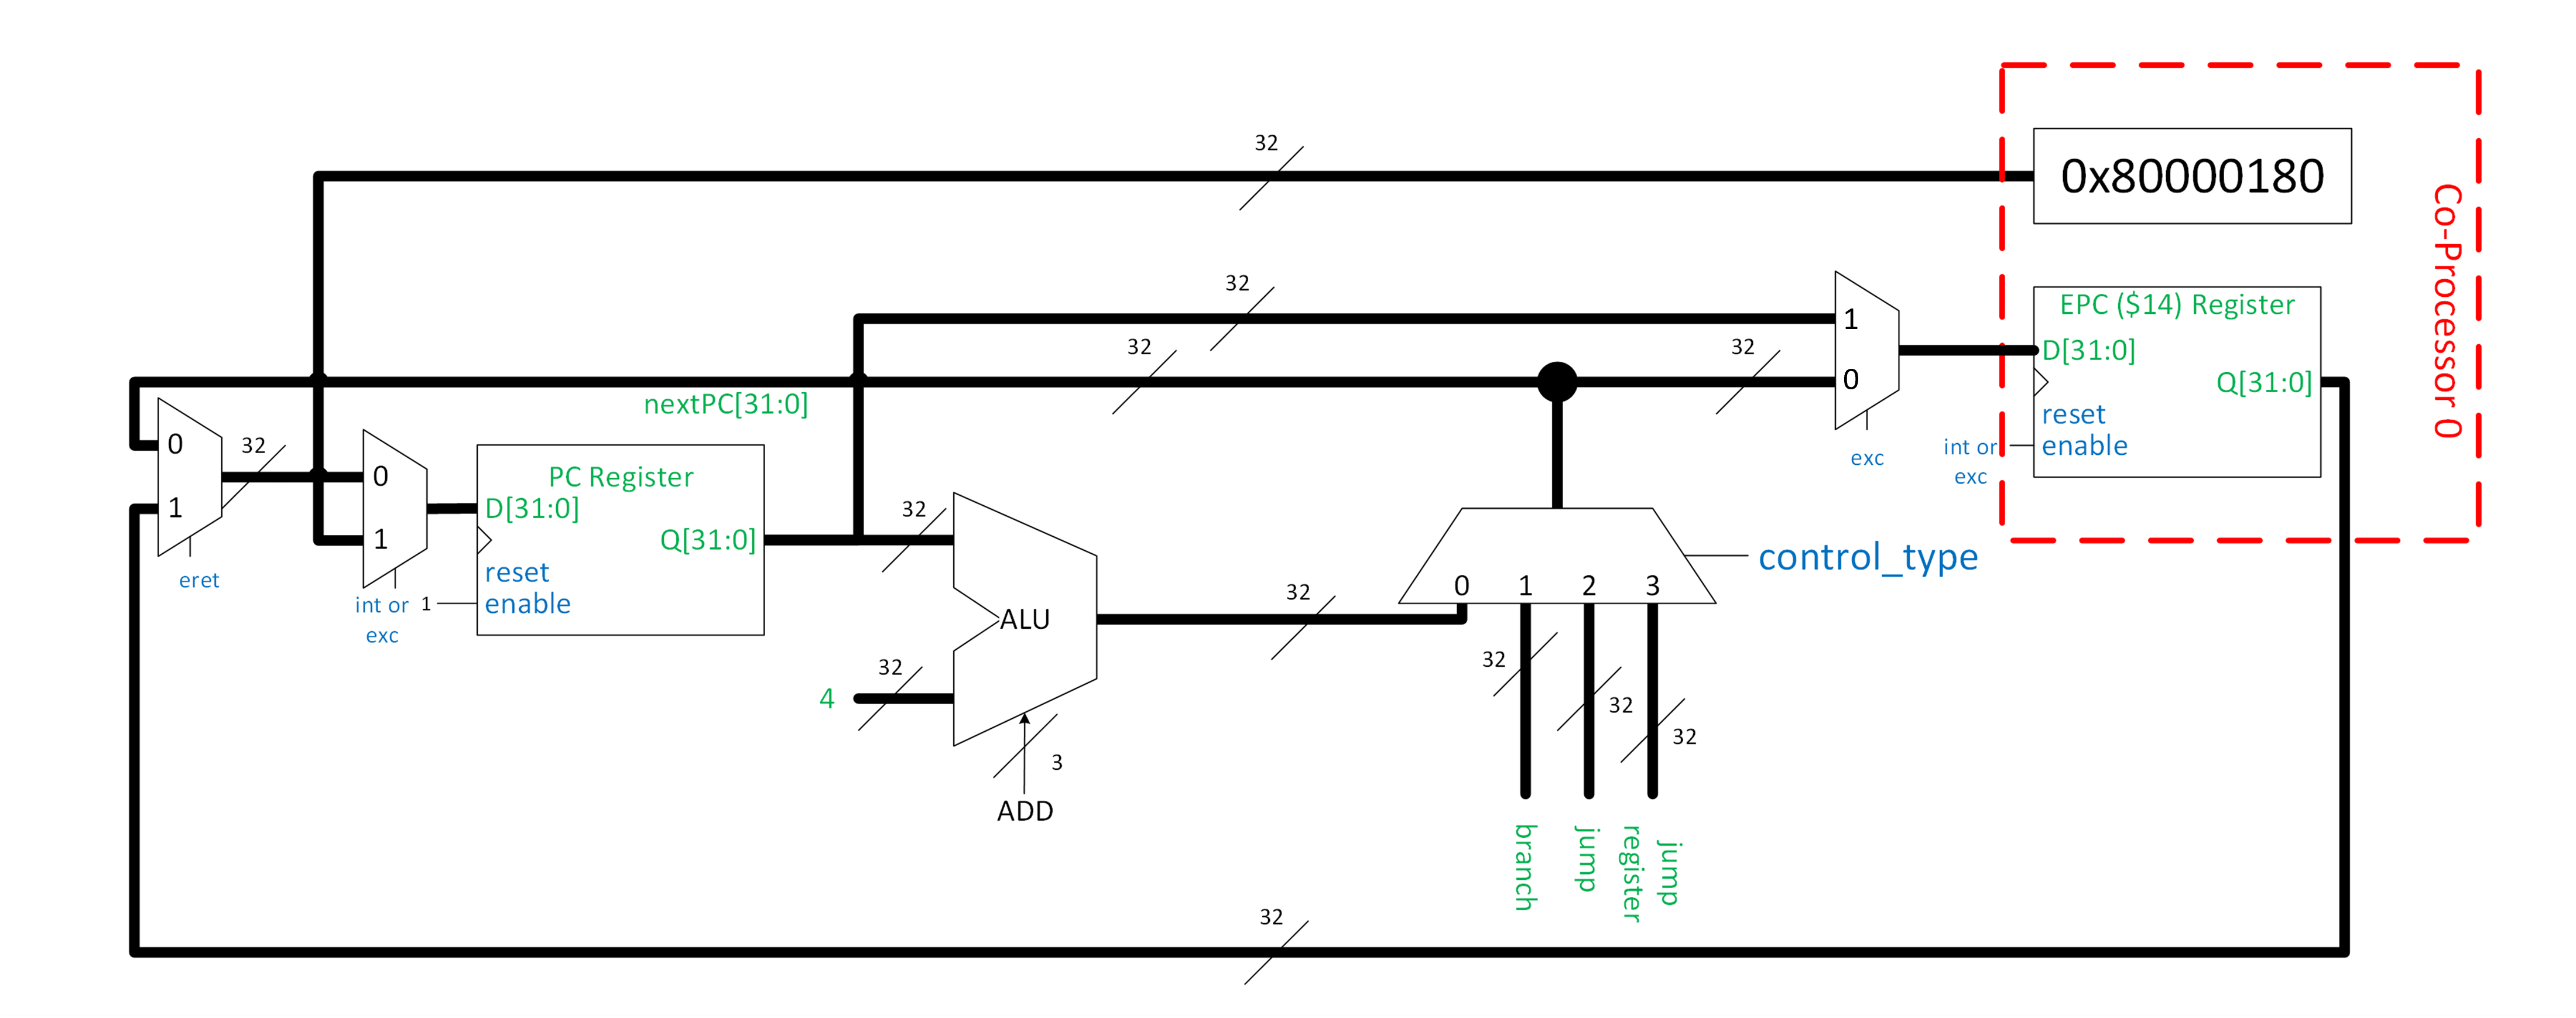 32
0x80000180
Co-Processor 0
32
EPC ($14) Register
1
32
32
D[31:0]
0
nextPC[31:0]
Q[31:0]
reset
0
32
int or
exc
enable
exc
0
PC Register
1
D[31:0]
32
1
Q[31:0]
control_type
eret
reset
0
1
2
3
int or
exc
1
enable
32
ALU
32
32
4
32
32
3
32
ADD
branch
jump
jump
register
32